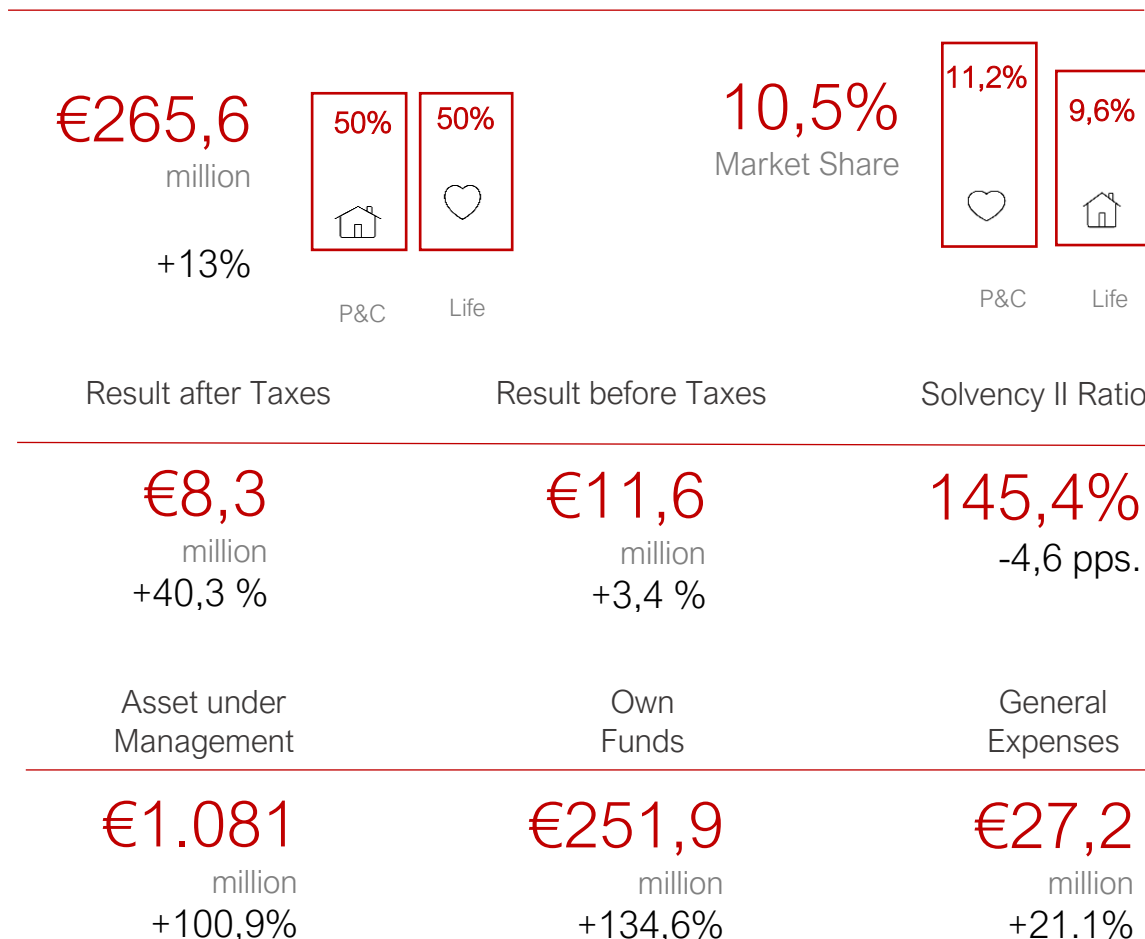 €265,6
million
+13%
50%
50%
P&C
Life
10,5%
Market Share
11,2%
9,6%
P&C
Life
Result after Taxes
Result before Taxes
Solvency II Ratio
€8,3
million
+40,3 %
€11,6
million
+3,4 %
145,4%
-4,6 pps.
Asset under
Management
Own
Funds
General
Expenses
€1.081
million
+100,9%
€251,9
million
+134,6%
€27,2
million
+21.1%